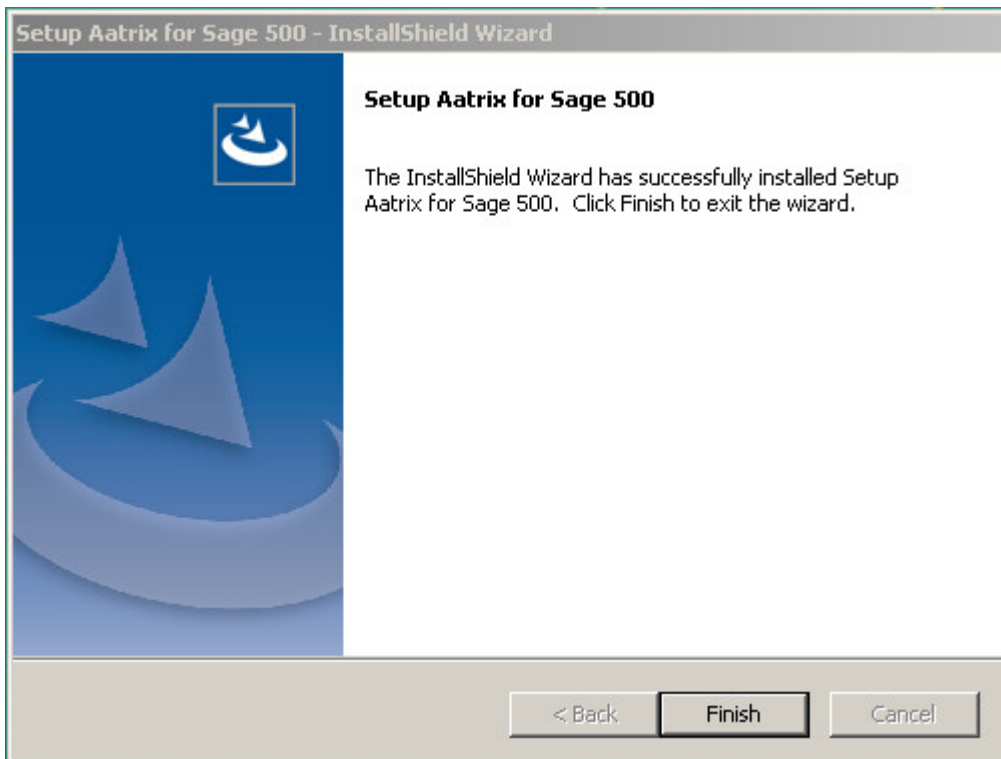 Setup Aatrix for Sage 500 - InstallShield Wizard
Setup Aatrix for Sage 500
The InstallShield Wizard has successfully installed Setup
Aatrix for Sage 500.  Click Finish to exit the wizard.
< Back Finish Cancel